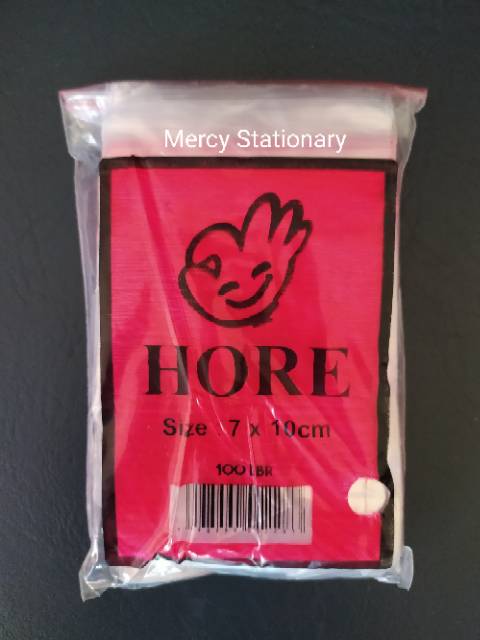 Mercy Stationary
HORE
Size : 7 x 10cm
100 LBR